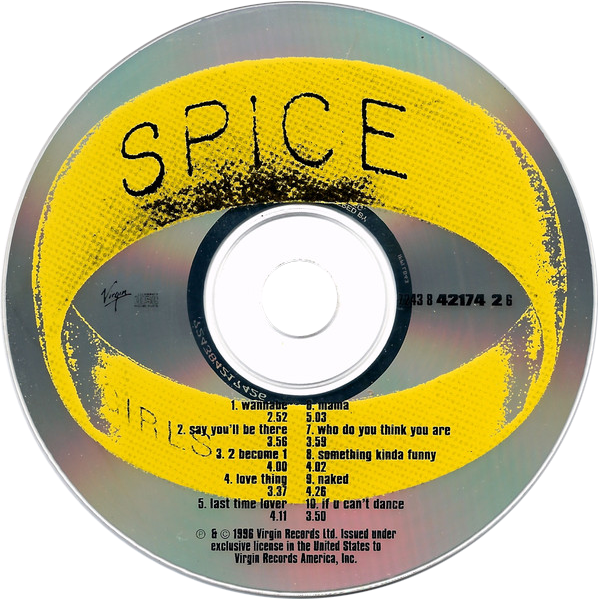 SPICE
Virgin
43 8 42174 2 6
GIRLS
1. wannabe
2.52
2. say you'll be there
3.56
3. 2 become 1
4.00
4. love thing
3.37
5. last time lover
4.11
6. mama
5.03
7. who do you think you are
3.59
8. something kinda funny
4.02
9. naked
4.26
10. if u can't dance
3.50
℗ & © 1996 Virgin Records Ltd. Issued under
exclusive license in the United States to
Virgin Records America, Inc.